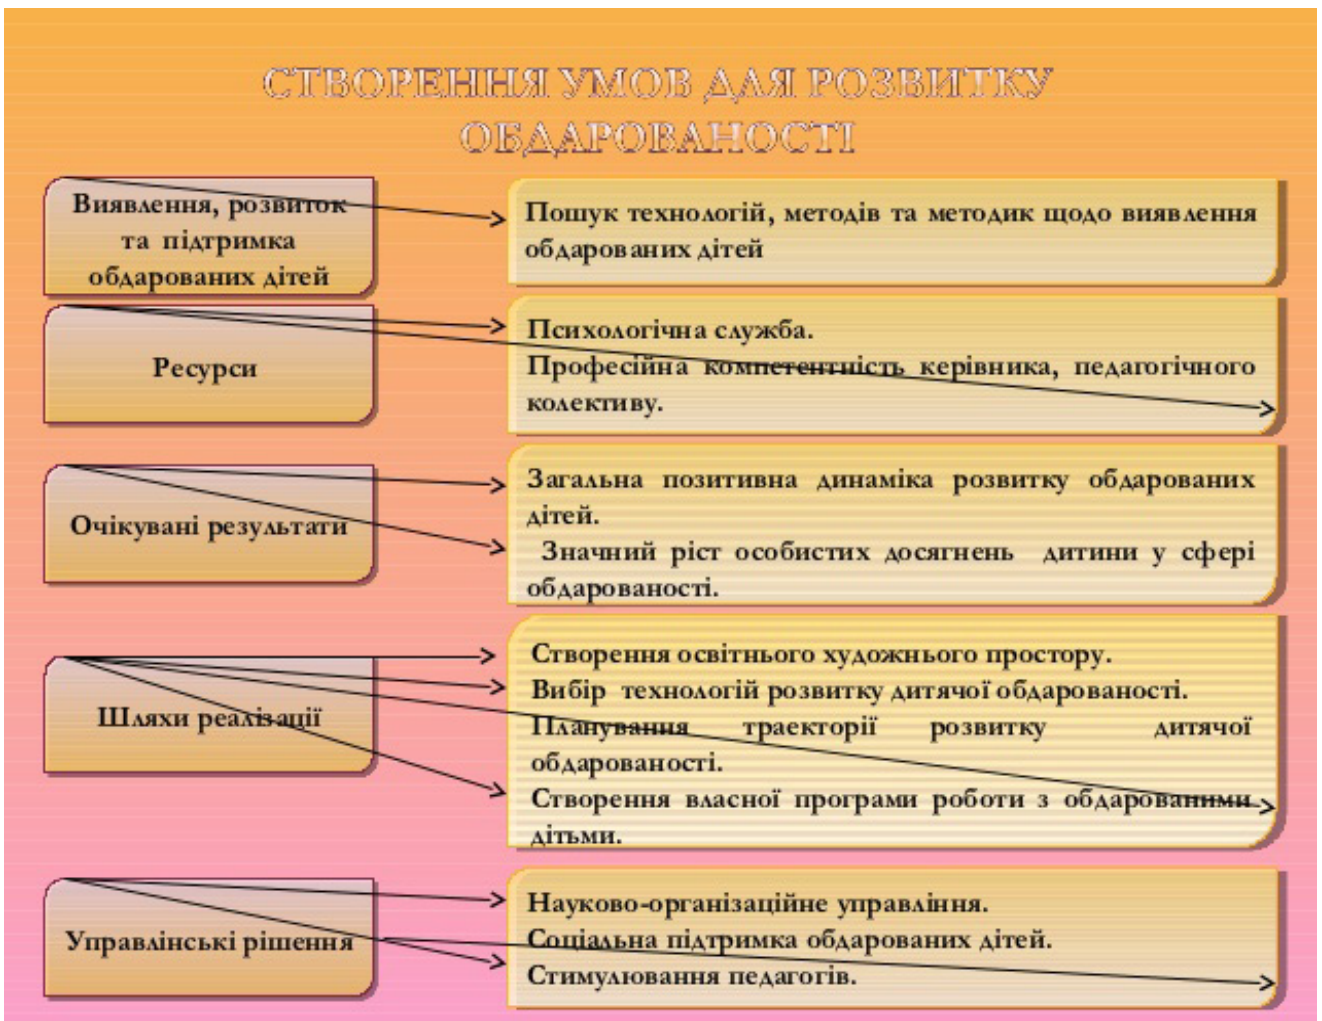 СТВОРЕННЯ УМОВ ДЛЯ РОЗВИТКУ
ОБДАРОВАНОСТІ
Виявлення, розвиток
та підтримка
обдарованих дітей
Пошук технологій, методів та методик щодо виявлення
обдарованих дітей
Ресурси
Психологічна служба.
Професійна компетентність керівника, педагогічного
колективу.
Очікувані результати
Загальна позитивна динаміка розвитку обдарованих
дітей.
Значний ріст особистих досягнень дитини у сфері
обдарованості.
Шляхи реалізації
Створення освітнього художнього простору.
Вибір технологій розвитку дитячої обдарованості.
Планування траекторії розвитку дитячої
обдарованості.
Створення власної програми роботи з обдарованими
дітьми.
Управлінські рішення
Науково-організаційне управління.
Соціальна підтримка обдарованих дітей.
Стимулювання педагогів.